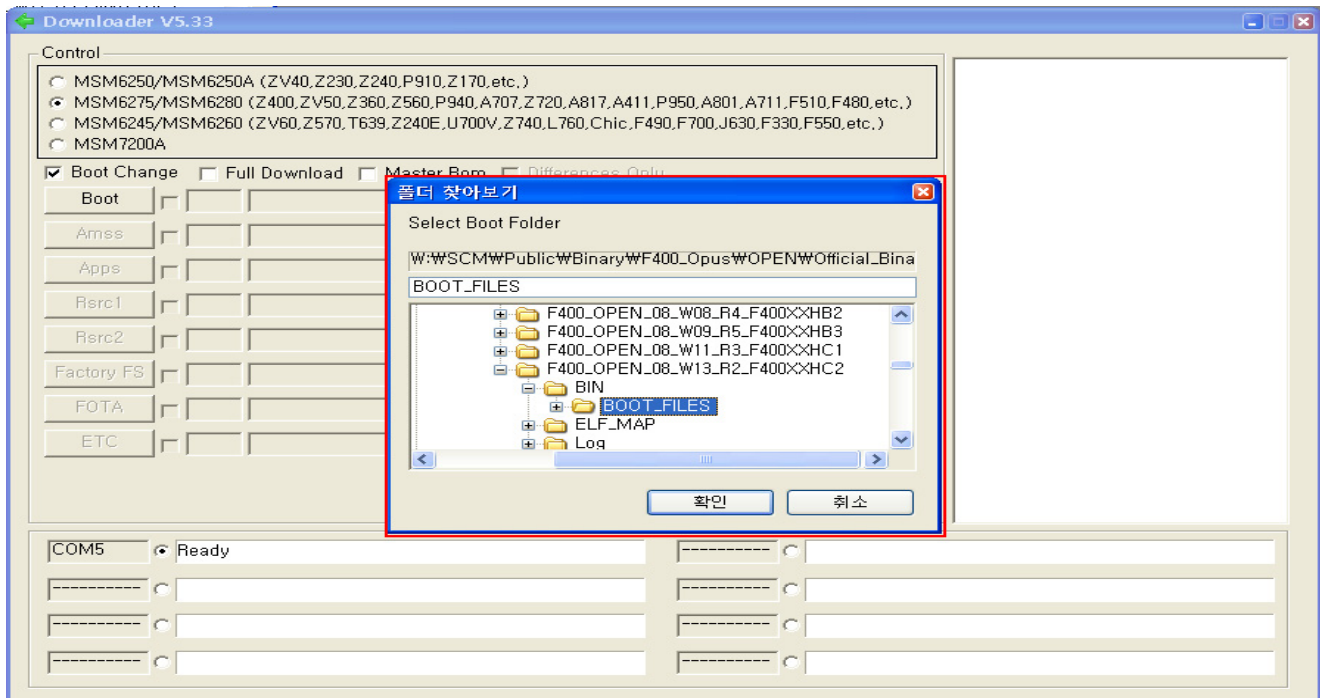 Downloader V5.33
Control
MSM6250/MSM6250A (ZV40,Z230,Z240,P910,Z170,etc,)
MSM6275/MSM6280 (Z400,ZV50,Z360,Z560,P940,A707,Z720,A817,A411,P950,A801,A711,F510,F480,etc,)
MSM6245/MSM6260 (ZV60,Z570,T639,Z240E,U700V,Z740,L760,Chic,F490,F700,J630,F330,F550,etc,)
MSM7200A
Boot Change Full Download Master Rom Differences Only
Boot
Amss
Apps
Rsrc1
Rsrc2
Factory FS
FOTA
ETC
폴더 찾아보기
Select Boot Folder
W:₩SCM₩Public₩Binary₩F400_Opus₩OPEN₩Official_Bina
BOOT_FILES
F400_OPEN_08_W08_R4_F400XXHB2
F400_OPEN_08_W09_R5_F400XXHB3
F400_OPEN_08_W11_R3_F400XXHC1
F400_OPEN_08_W13_R2_F400XXHC2
BIN
BOOT_FILES
ELF_MAP
Log
확인 취소
COM5 Ready ----------
---------- ----------
---------- ----------
---------- ----------